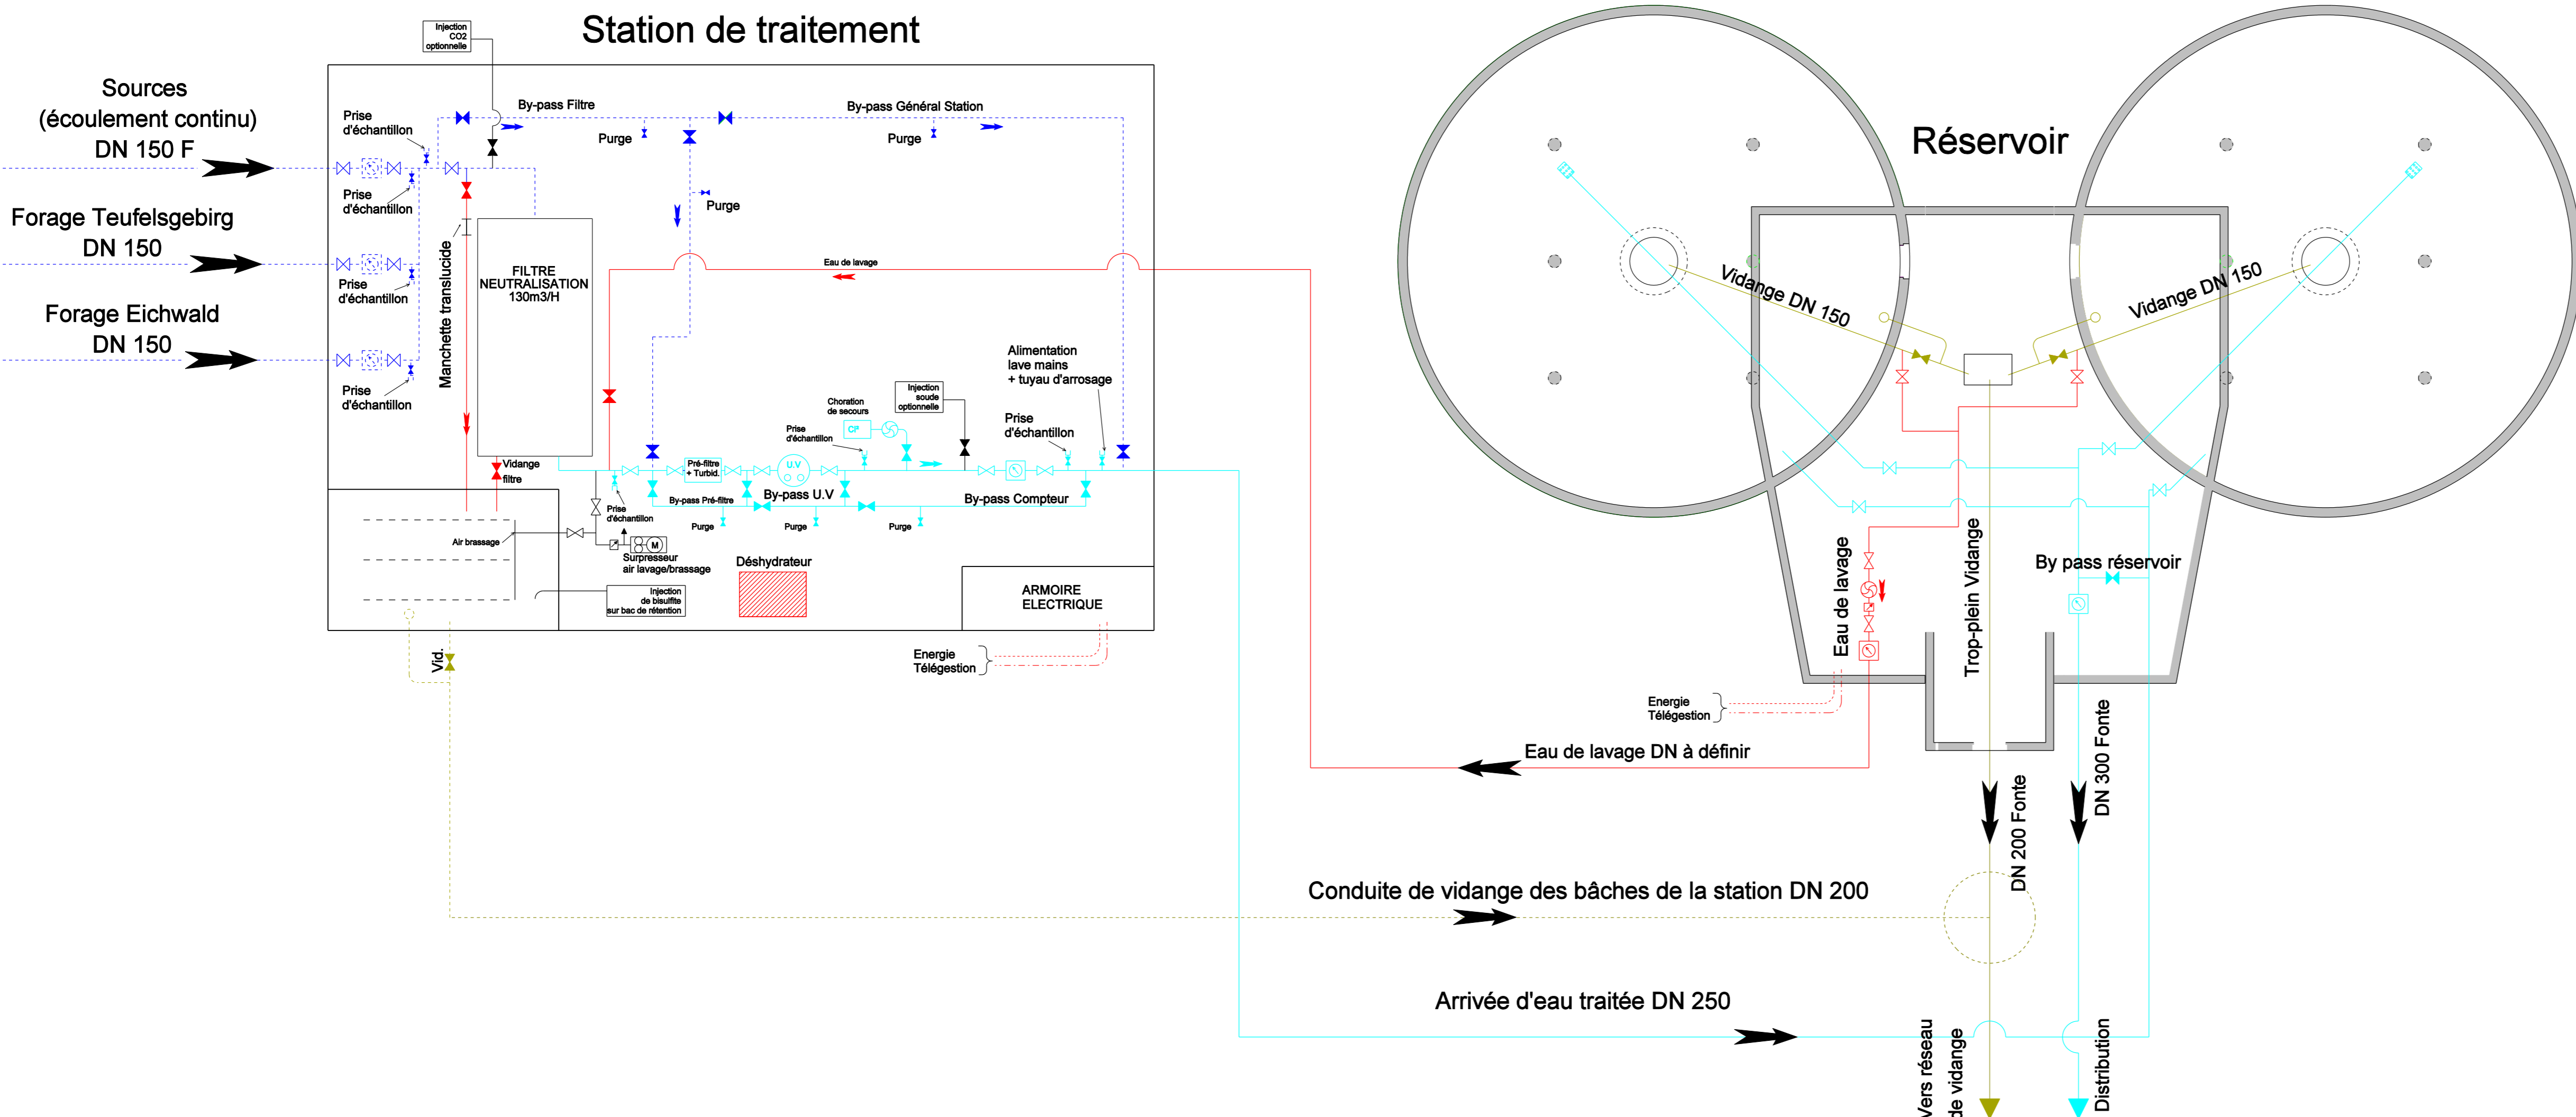 Station de traitement
Injection
CO2
optionnelle
Sources
(écoulement continu)
DN 150 F
Forage Teufelsgebirg
DN 150
Forage Eichwald
DN 150
Prise
d'échantillon
Prise
d'échantillon
Prise
d'échantillon
Prise
d'échantillon
By-pass Filtre
Purge
By-pass Général Station
Purge
Purge
Manchette translucide
FILTRE
NEUTRALISATION
130m3/H
Eau de lavage
Vidange
filtre
Alimentation
lave mains
+ tuyau d'arrosage
Injection
soude
optionnelle
Choration
de secours
Cl²
Prise
d'échantillon
Prise
d'échantillon
Pré-filtre
+ Turbid.
U.V
By-pass Pré-filtre
By-pass U.V
By-pass Compteur
Prise
d'échantillon
Purge
Purge
Purge
Air brassage
M
Surpresseur
air lavage/brassage
Déshydrateur
Injection
de bisulfite
sur bac de rétention
ARMOIRE
ELECTRIQUE
Vid.
Energie
Télégestion
Réservoir
Vidange DN 150
Vidange DN 150
Eau de lavage
Trop-plein Vidange
By pass réservoir
Energie
Télégestion
Eau de lavage DN à définir
DN 200 Fonte
DN 300 Fonte
Conduite de vidange des bâches de la station DN 200
Arrivée d'eau traitée DN 250
Vers réseau
de vidange
Distribution